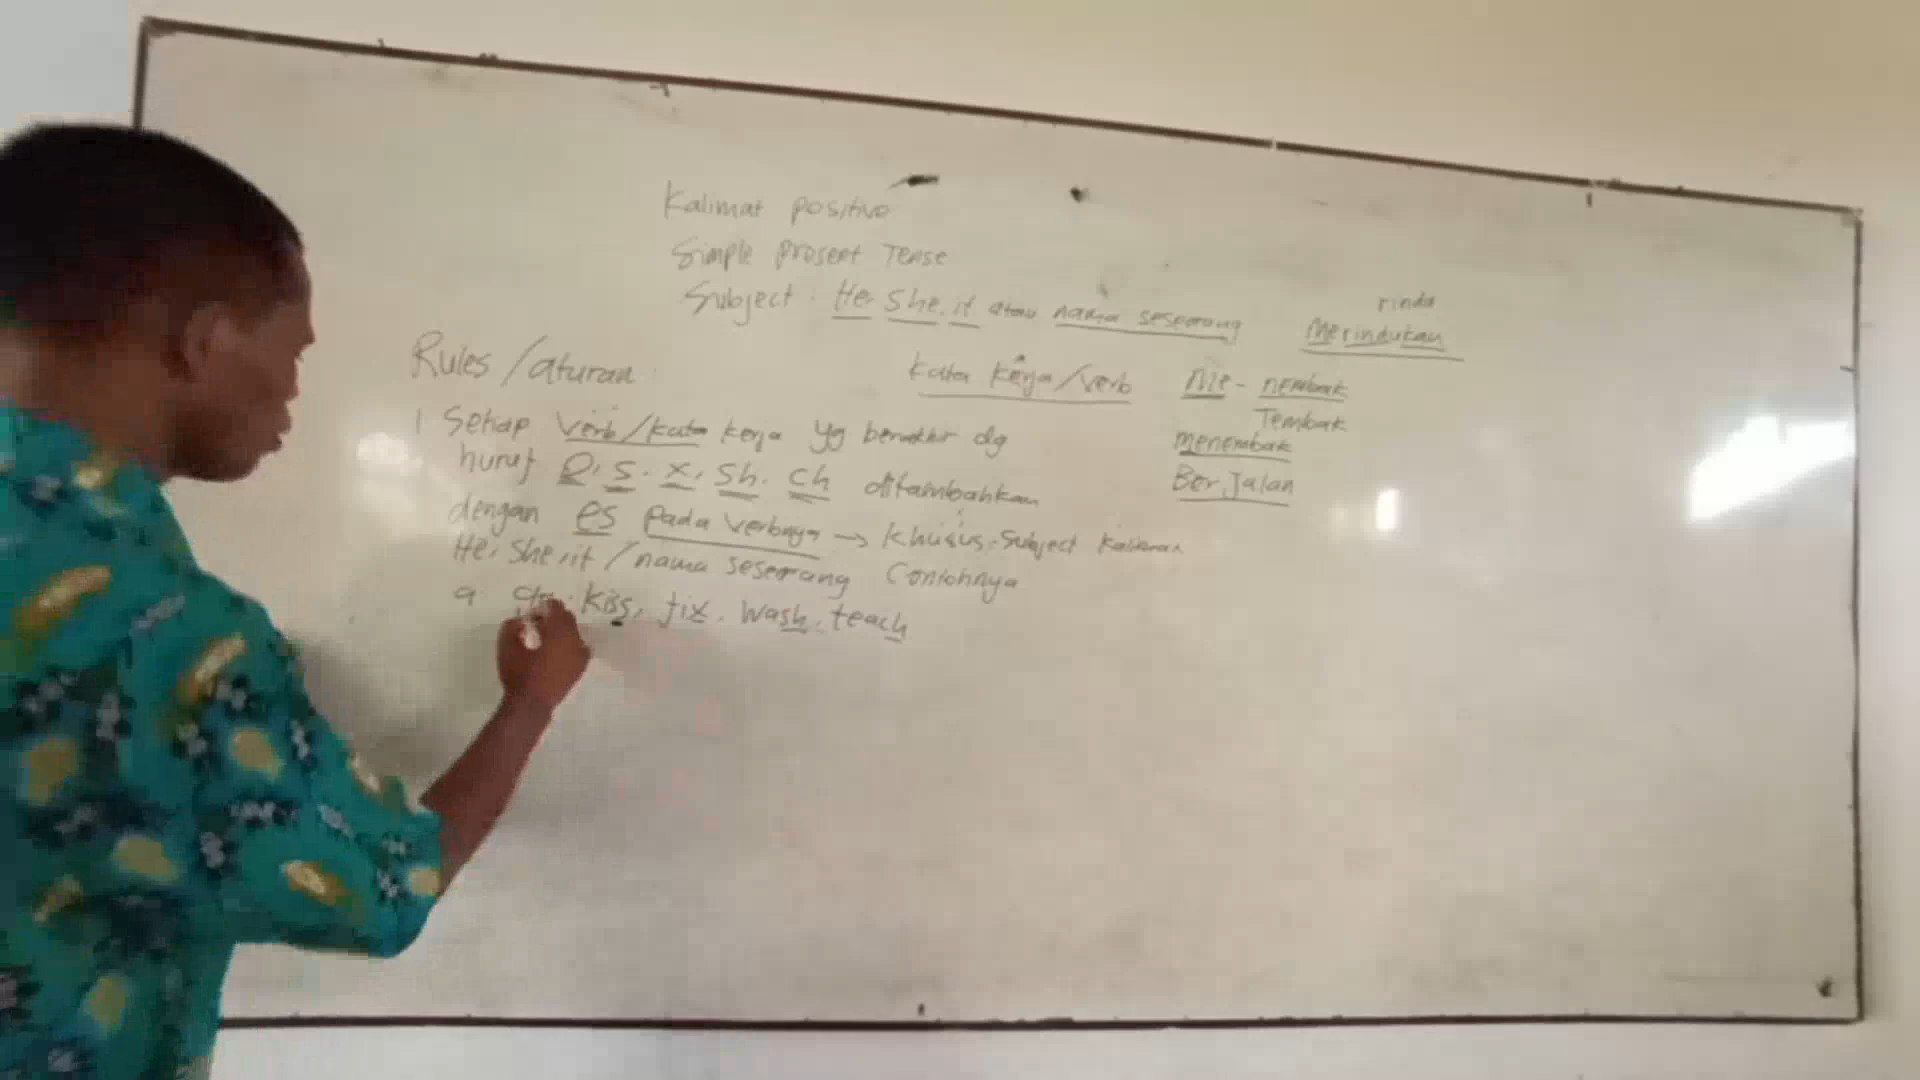 Kalimat positive
Simple present Tense
Subject : He, she, it atau nama seseorang
rindu
Merindukan
Rules / aturan :
Kata Kerja / verb
Me - nembak
Tembak
menembak
Ber jalan
1 Setiap verb / kata kerja yg berakhir dg
huruf o, s, x, sh, ch ditambahkan
dengan es pada verbnya → khusus Subject kalimat
He, she, it / nama seseorang Contohnya
a. kiss, fix, wash, teach